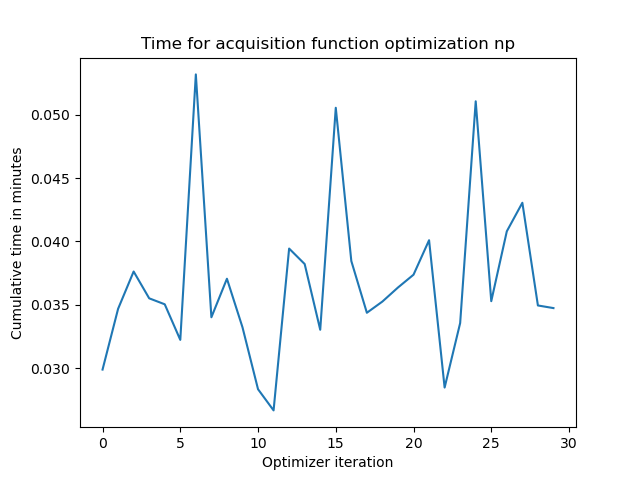 Time for acquisition function optimization np
0.050
0.045
0.040
0.035
0.030
Cumulative time in minutes
0 5 10 15 20 25 30
Optimizer iteration